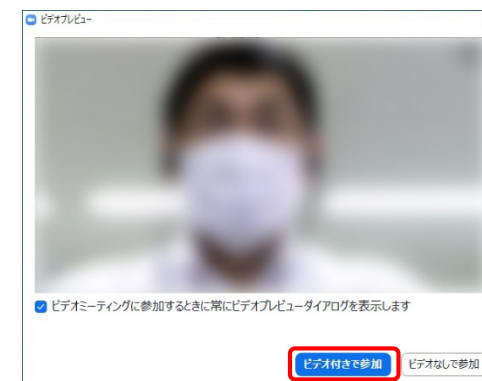 ビデオプレビュー
ビデオミーティングに参加するときに常にビデオプレビューダイアログを表示します
ビデオ付きで参加
ビデオなしで参加